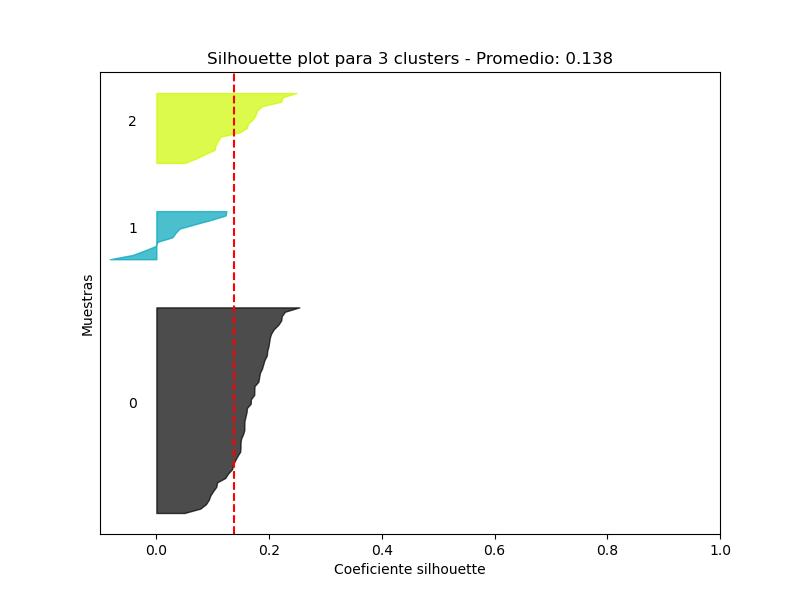 Silhouette plot para 3 clusters - Promedio: 0.138
2
1
0
Muestras
0.0 0.2 0.4 0.6 0.8 1.0
Coeficiente silhouette